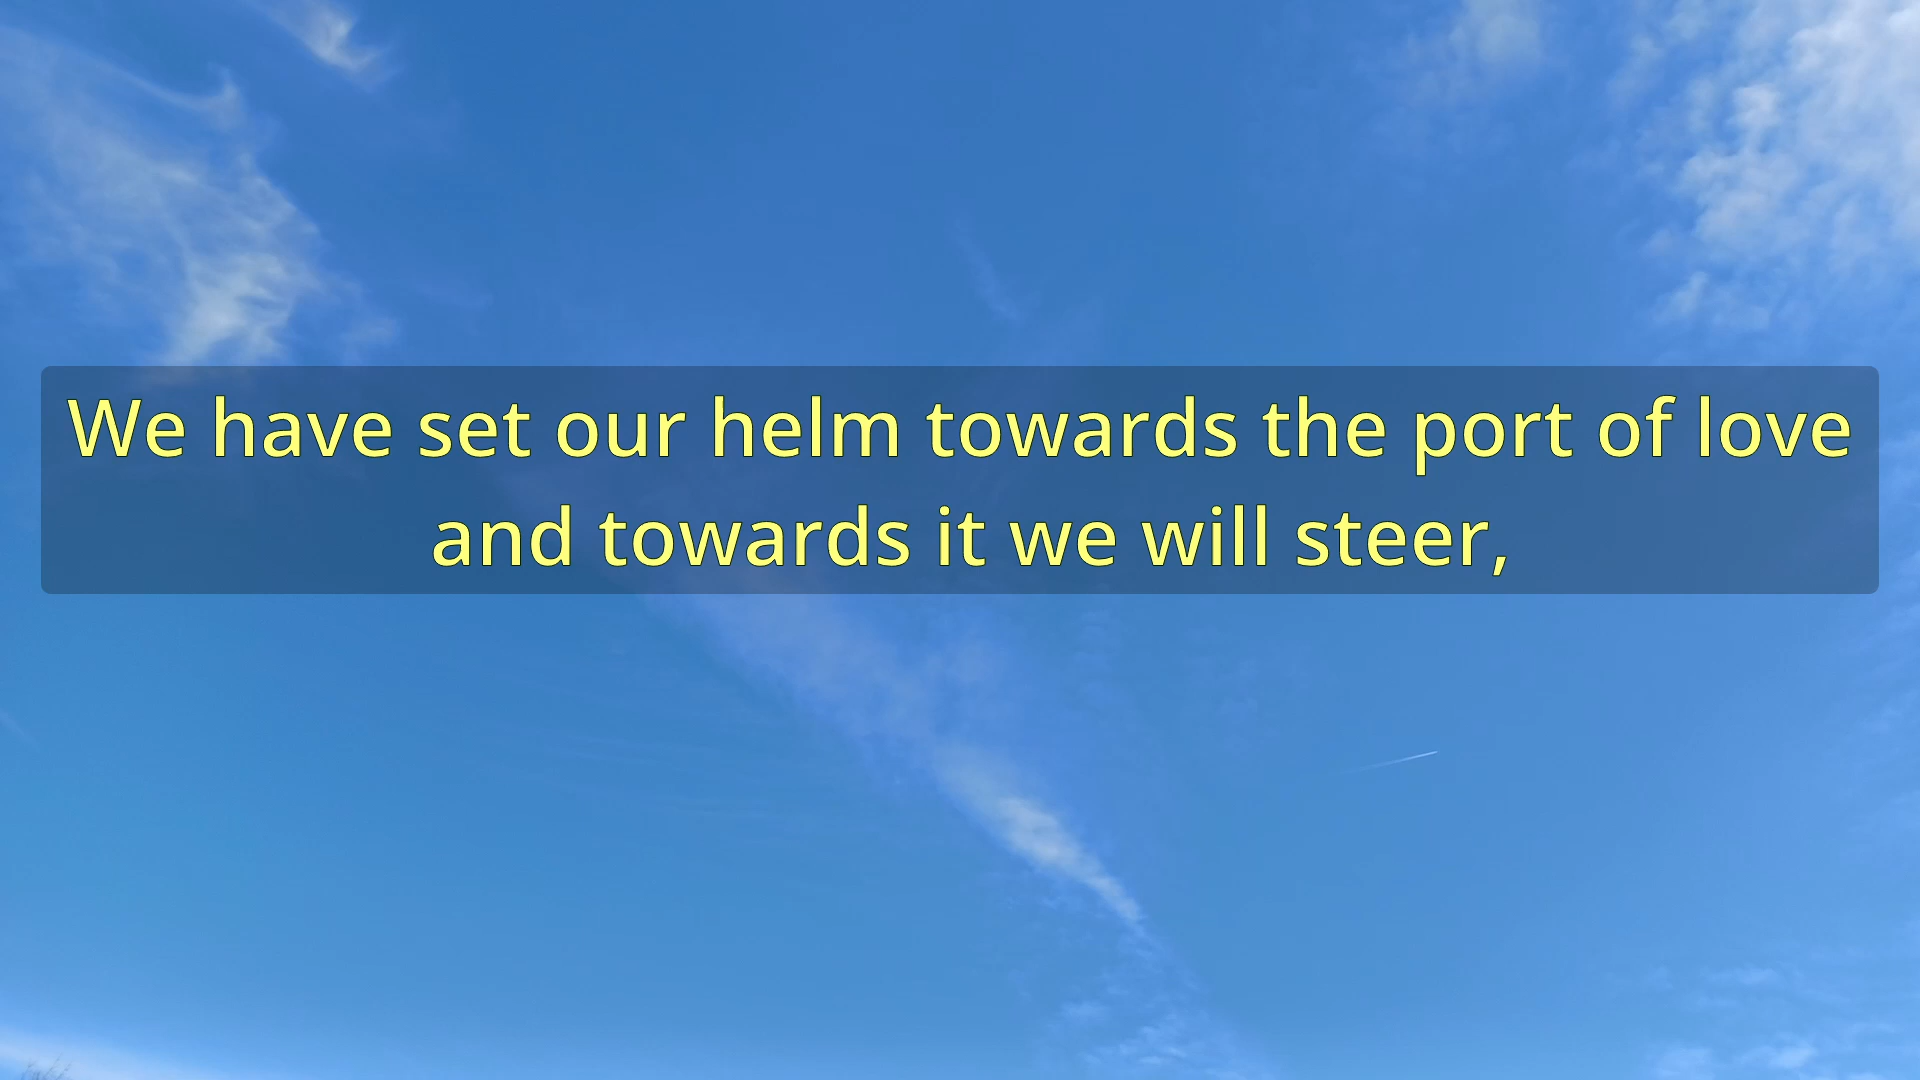 We have set our helm towards the port of love
and towards it we will steer,